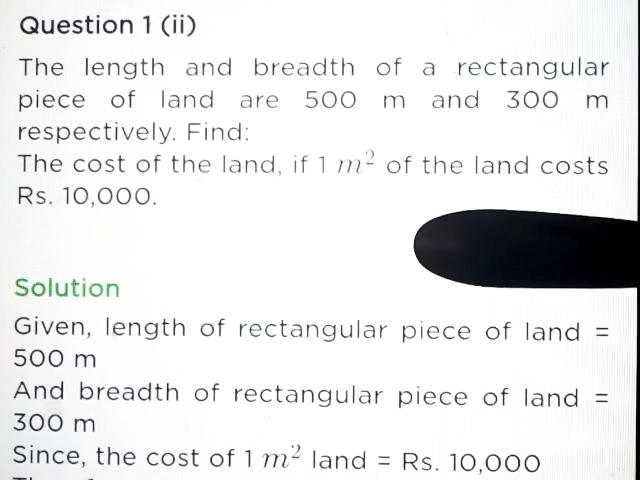 Question 1 (ii)
The length and breadth of a rectangular
piece of land are 500 m and 300 m
respectively. Find:
The cost of the land, if 1 m² of the land costs
Rs. 10,000.
Solution
Given, length of rectangular piece of land =
500 m
And breadth of rectangular piece of land =
300 m
Since, the cost of 1 m² land = Rs. 10,000